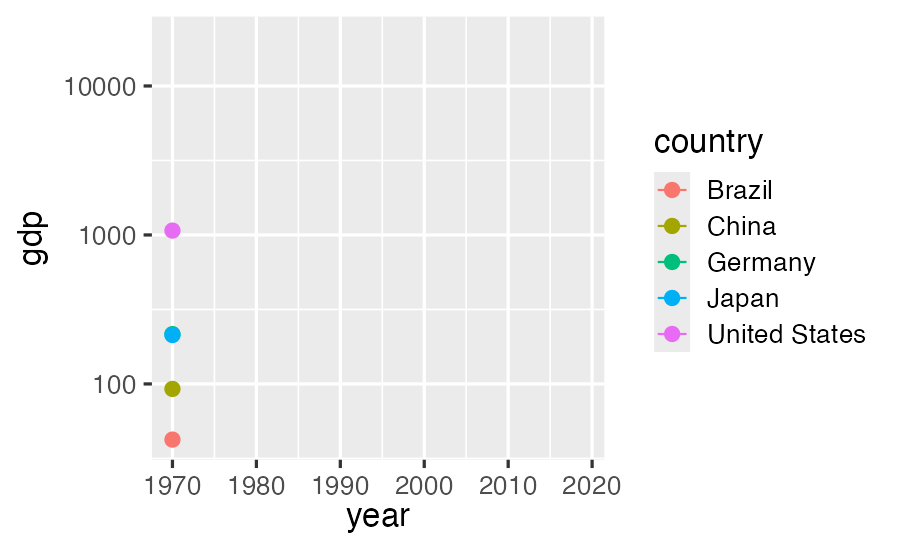 gdp
10000
1000
100
1970 1980 1990 2000 2010 2020
year
country
Brazil
China
Germany
Japan
United States